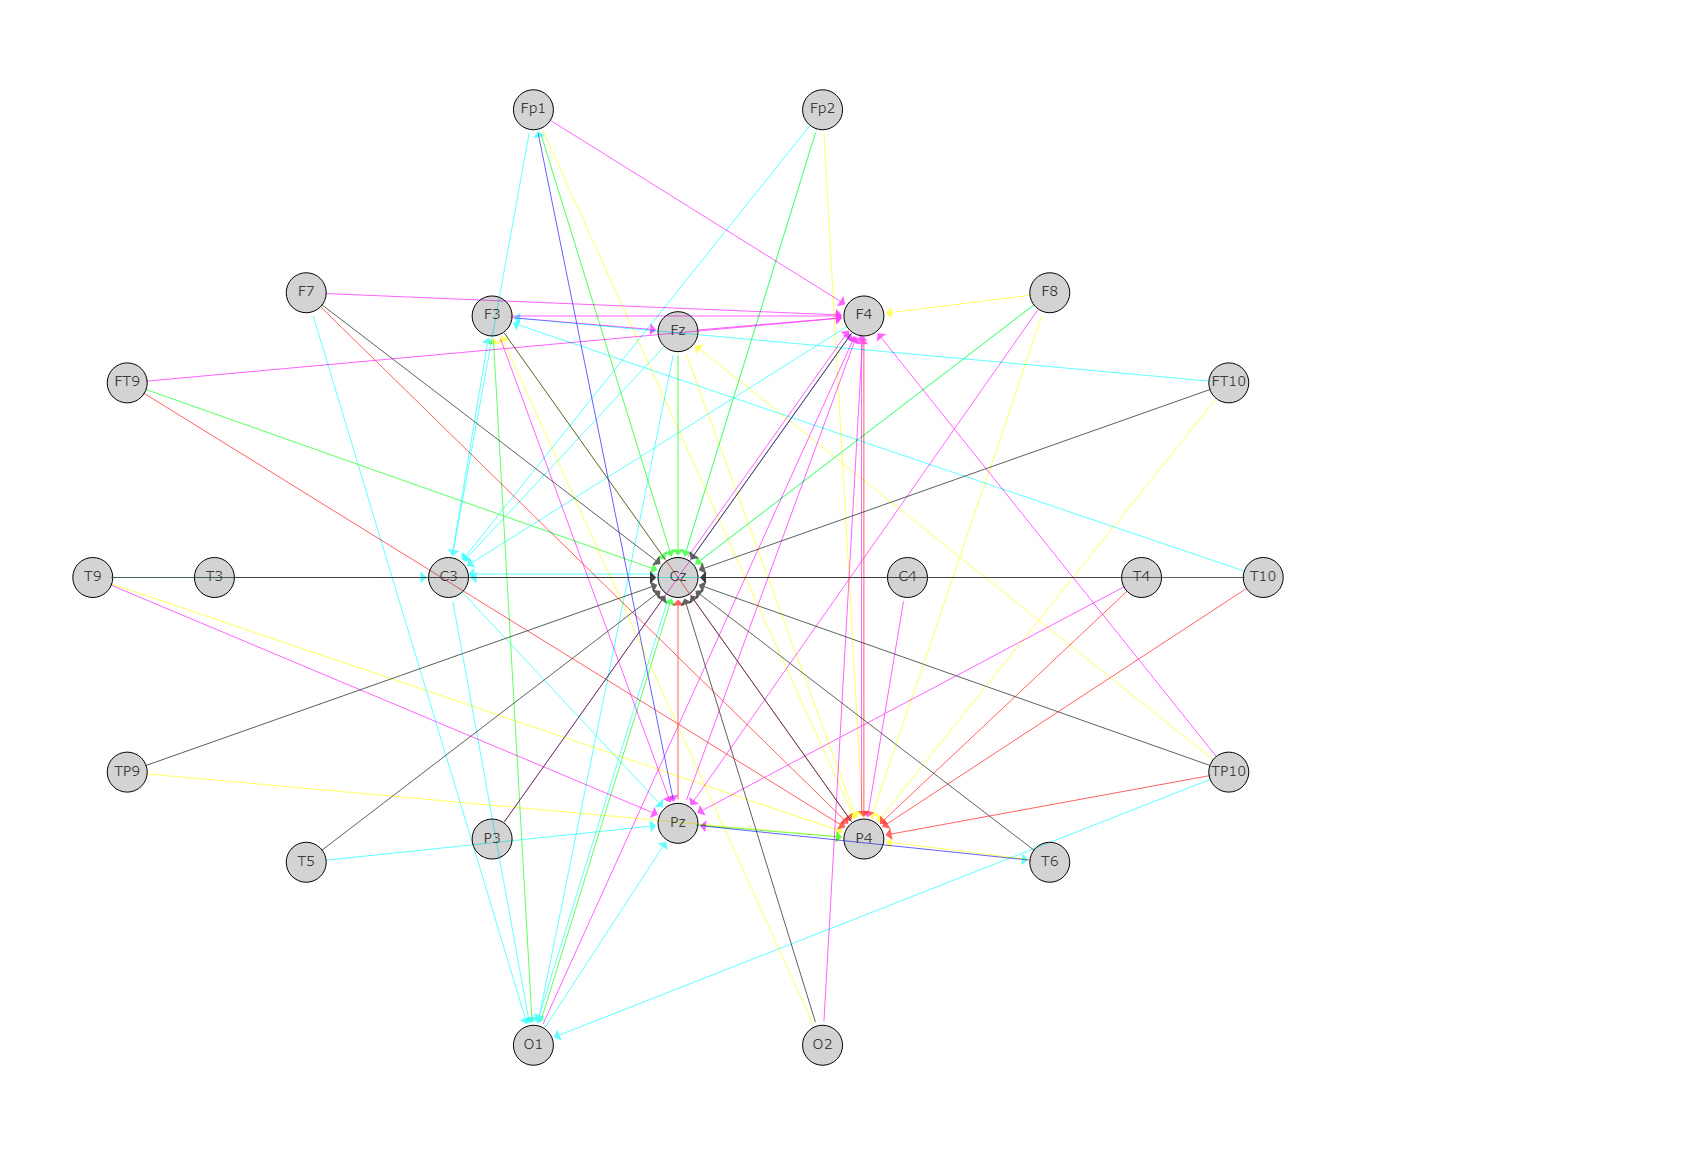 Fp1 Fp2
F7 F3 Fz F4 F8
FT9 FT10
T9 T3 C3 Cz C4 T4 T10
TP9 TP10
T5 P3 Pz P4 T6
O1 O2